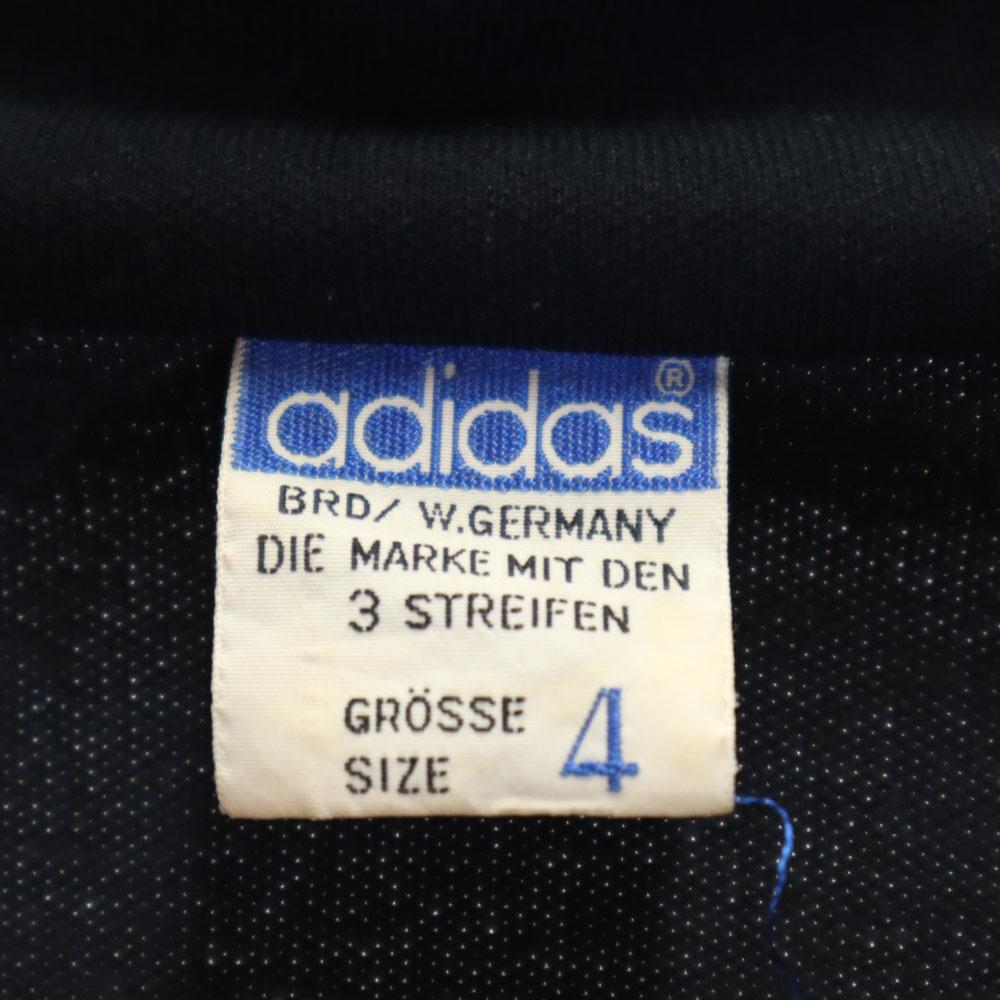 adidas®
BRD/ W.GERMANY
DIE MARKE MIT DEN
3 STREIFEN
GRÖSSE 4
SIZE